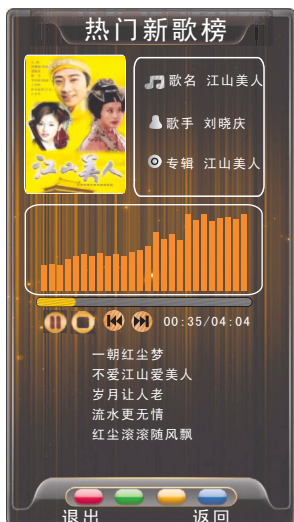 热门新歌榜
歌名 江山美人
歌手 刘晓庆
专辑 江山美人
江山美人
00:35/04:04
一朝红尘梦
不爱江山爱美人
岁月让人老
流水更无情
红尘滚滚随风飘
退出 返回